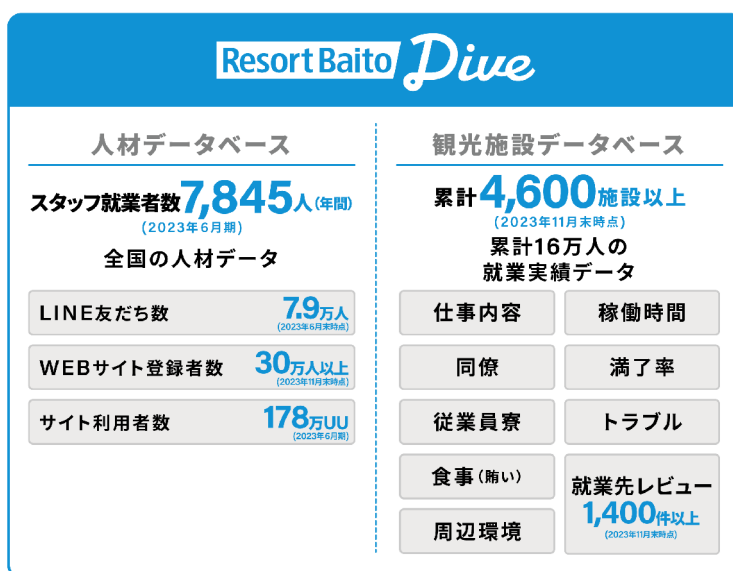 Resort Baito Dive
人材データベース
スタッフ就業者数7,845人(年間)
(2023年6月期)
全国の人材データ
LINE友だち数 7.9万人
(2023年6月末時点)
WEBサイト登録者数 30万人以上
(2023年11月末時点)
サイト利用者数 178万UU
(2023年6月期)
観光施設データベース
累計4,600施設以上
(2023年11月末時点)
累計16万人の
就業実績データ
仕事内容 稼働時間
同僚 満了率
従業員寮 トラブル
食事(賄い)
周辺環境
就業先レビュー
1,400件以上
(2023年11月末時点)